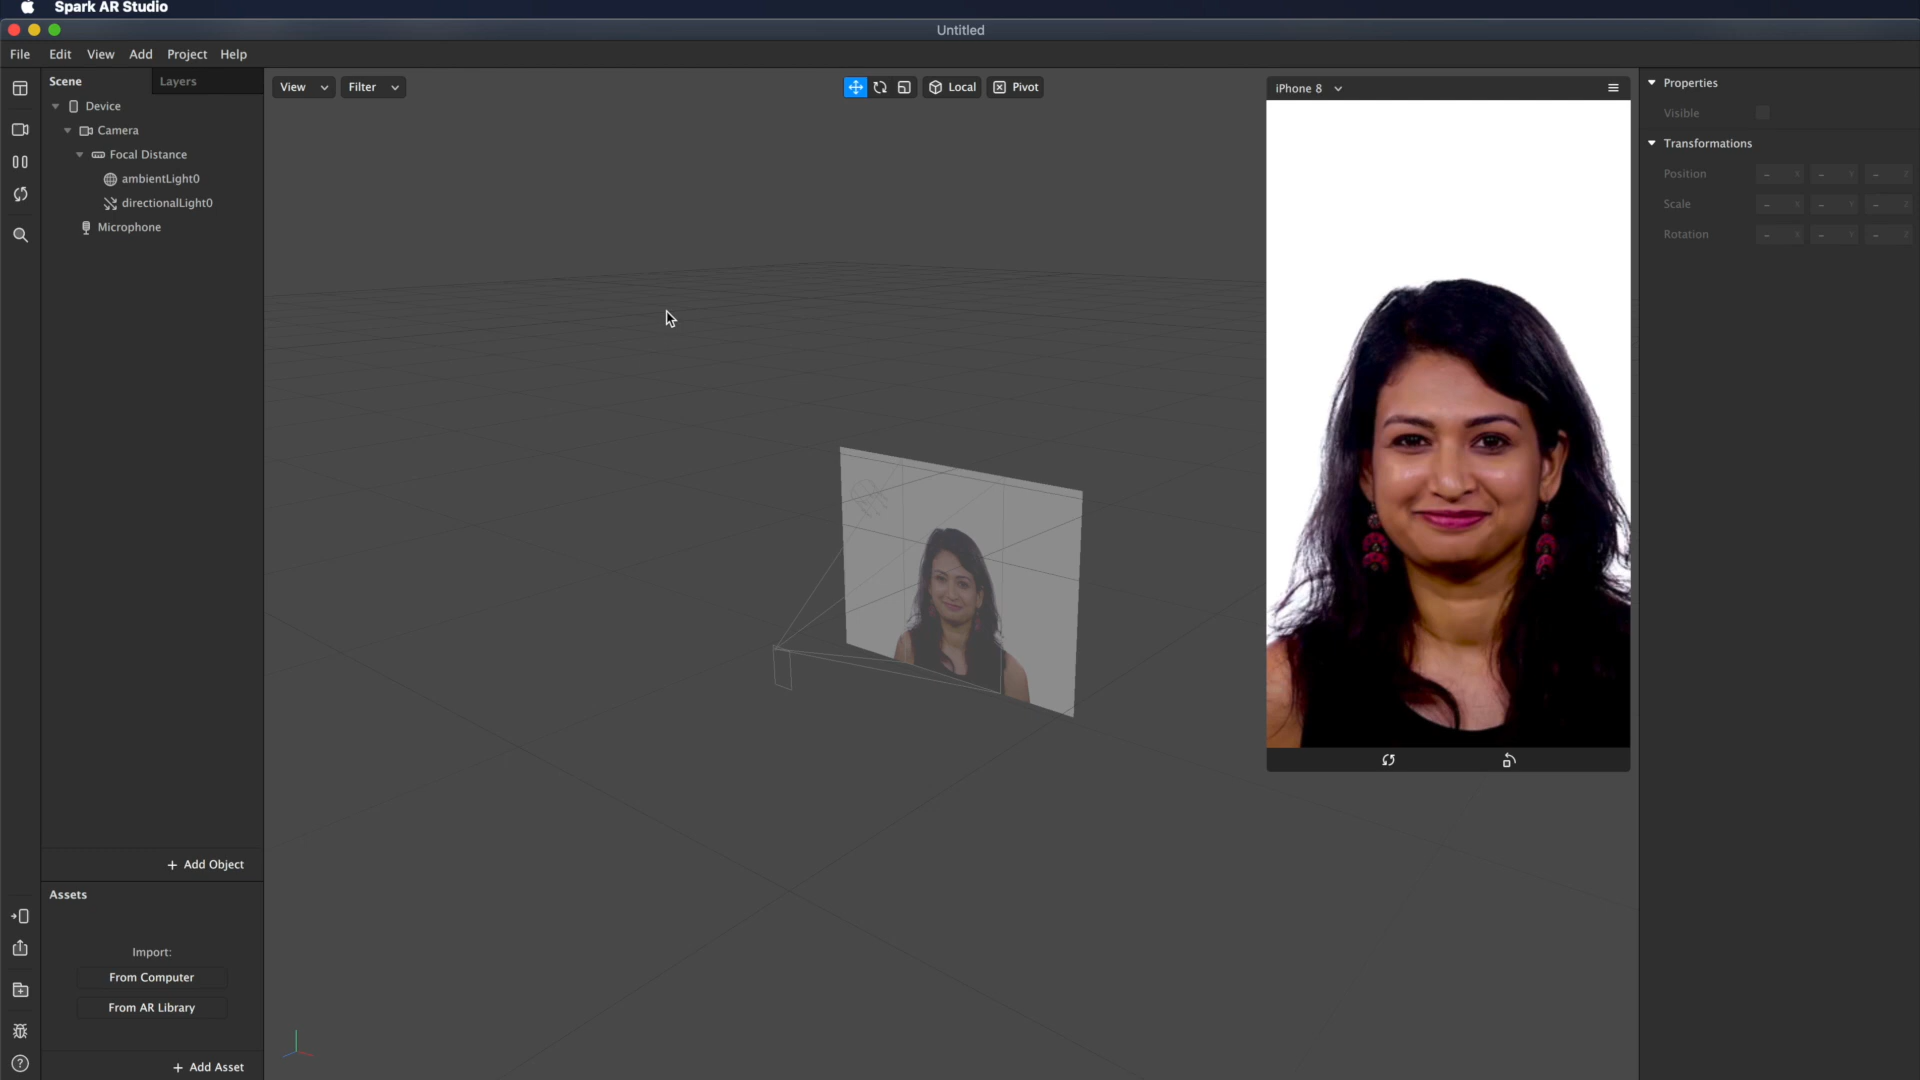 Spark AR Studio
Untitled
File Edit View Add Project Help
Scene Layers
Device
Camera
Focal Distance
ambientLight0
directionalLight0
Microphone
+ Add Object
Assets
Import:
From Computer
From AR Library
+ Add Asset
View Filter
Local Pivot
iPhone 8
Properties
Visible
Transformations
Position – X – Y – Z
Scale – X – Y – Z
Rotation – X – Y – Z